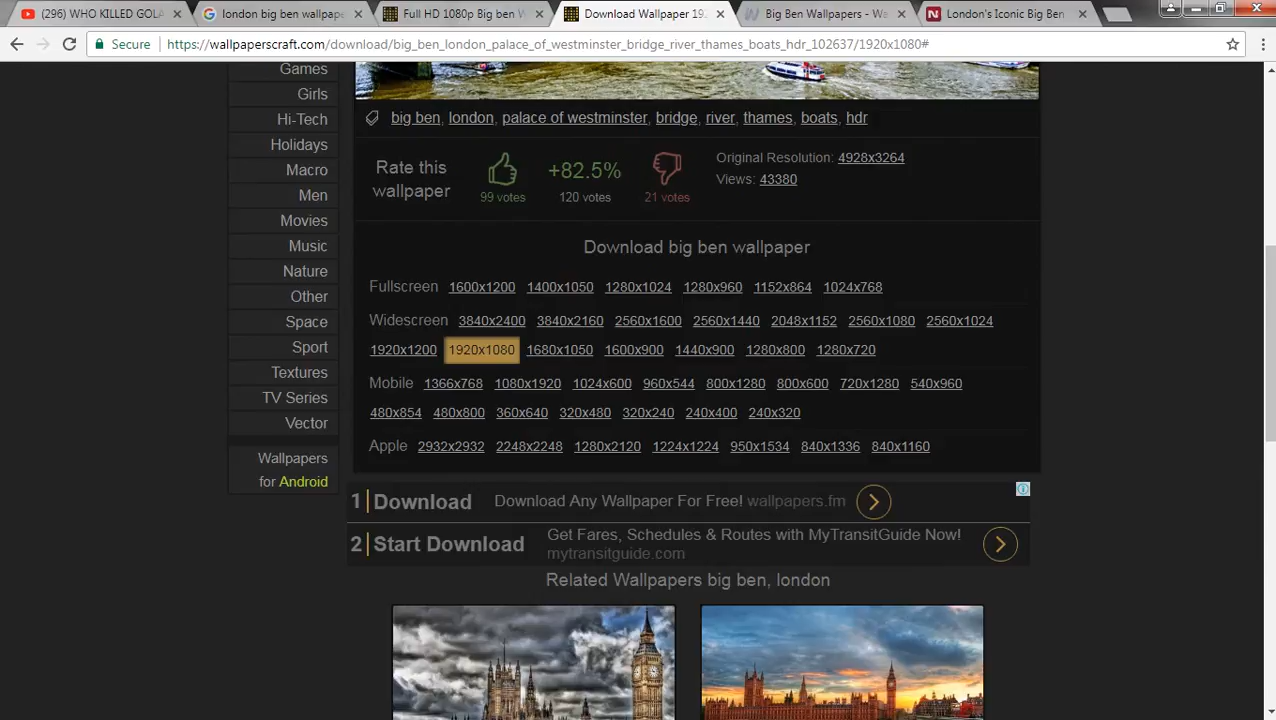 (296) WHO KILLED GOLA
london big ben wallpape
Full HD 1080p Big ben W
Download Wallpaper 19
Big Ben Wallpapers - Wa
London's Iconic Big Ben
Secure
https://wallpaperscraft.com/download/big_ben_london_palace_of_westminster_bridge_river_thames_boats_hdr_102637/1920x1080#
Games
Girls
Hi-Tech
Holidays
Macro
Men
Movies
Music
Nature
Other
Space
Sport
Textures
TV Series
Vector
Wallpapers
for Android
big ben, london, palace of westminster, bridge, river, thames, boats, hdr
Rate this
wallpaper
99 votes
+82.5%
120 votes
21 votes
Original Resolution: 4928x3264
Views: 43380
Download big ben wallpaper
Fullscreen 1600x1200 1400x1050 1280x1024 1280x960 1152x864 1024x768
Widescreen 3840x2400 3840x2160 2560x1600 2560x1440 2048x1152 2560x1080 2560x1024
1920x1200 1920x1080 1680x1050 1600x900 1440x900 1280x800 1280x720
Mobile 1366x768 1080x1920 1024x600 960x544 800x1280 800x600 720x1280 540x960
480x854 480x800 360x640 320x480 320x240 240x400 240x320
Apple 2932x2932 2248x2248 1280x2120 1224x1224 950x1534 840x1336 840x1160
1 Download Download Any Wallpaper For Free! wallpapers.fm
2 Start Download Get Fares, Schedules & Routes with MyTransitGuide Now!
mytransitguide.com
Related Wallpapers big ben, london